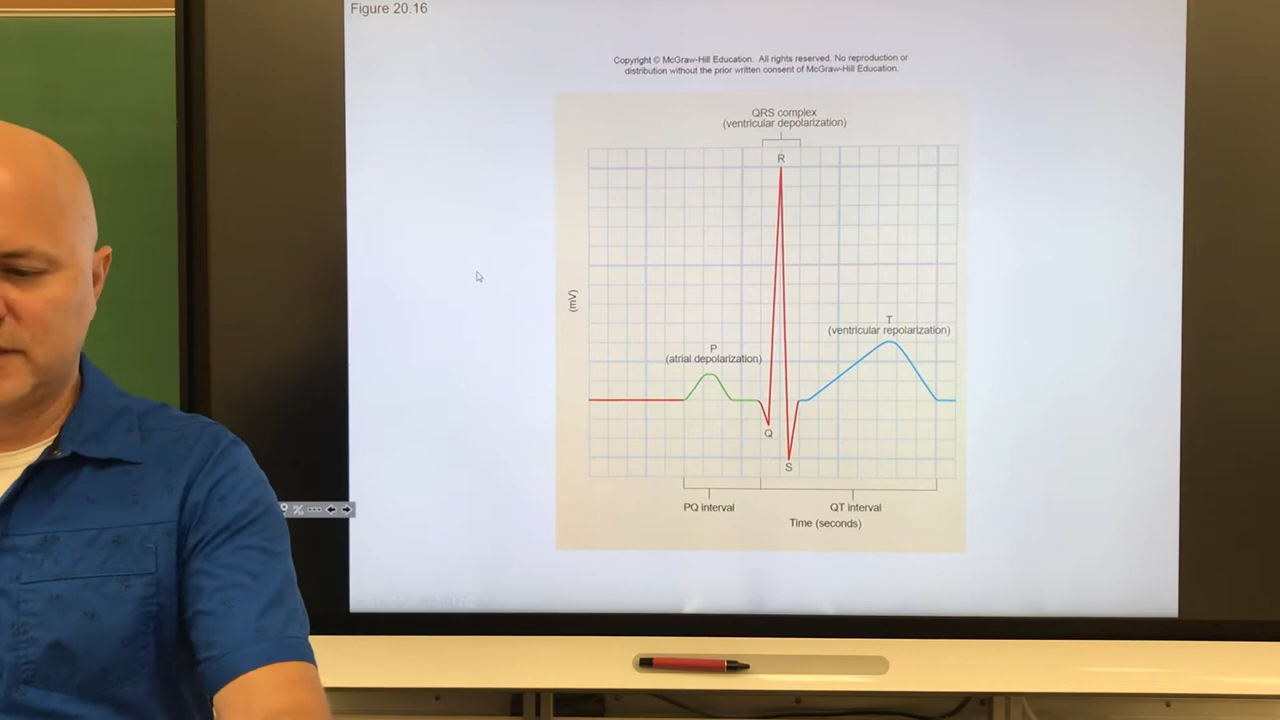 Figure 20.16
Copyright © McGraw-Hill Education. All rights reserved. No reproduction or
distribution without the prior written consent of McGraw-Hill Education.
QRS complex
(ventricular depolarization)
R
(mV)
T
(ventricular repolarization)
P
(atrial depolarization)
Q
S
PQ interval
QT interval
Time (seconds)